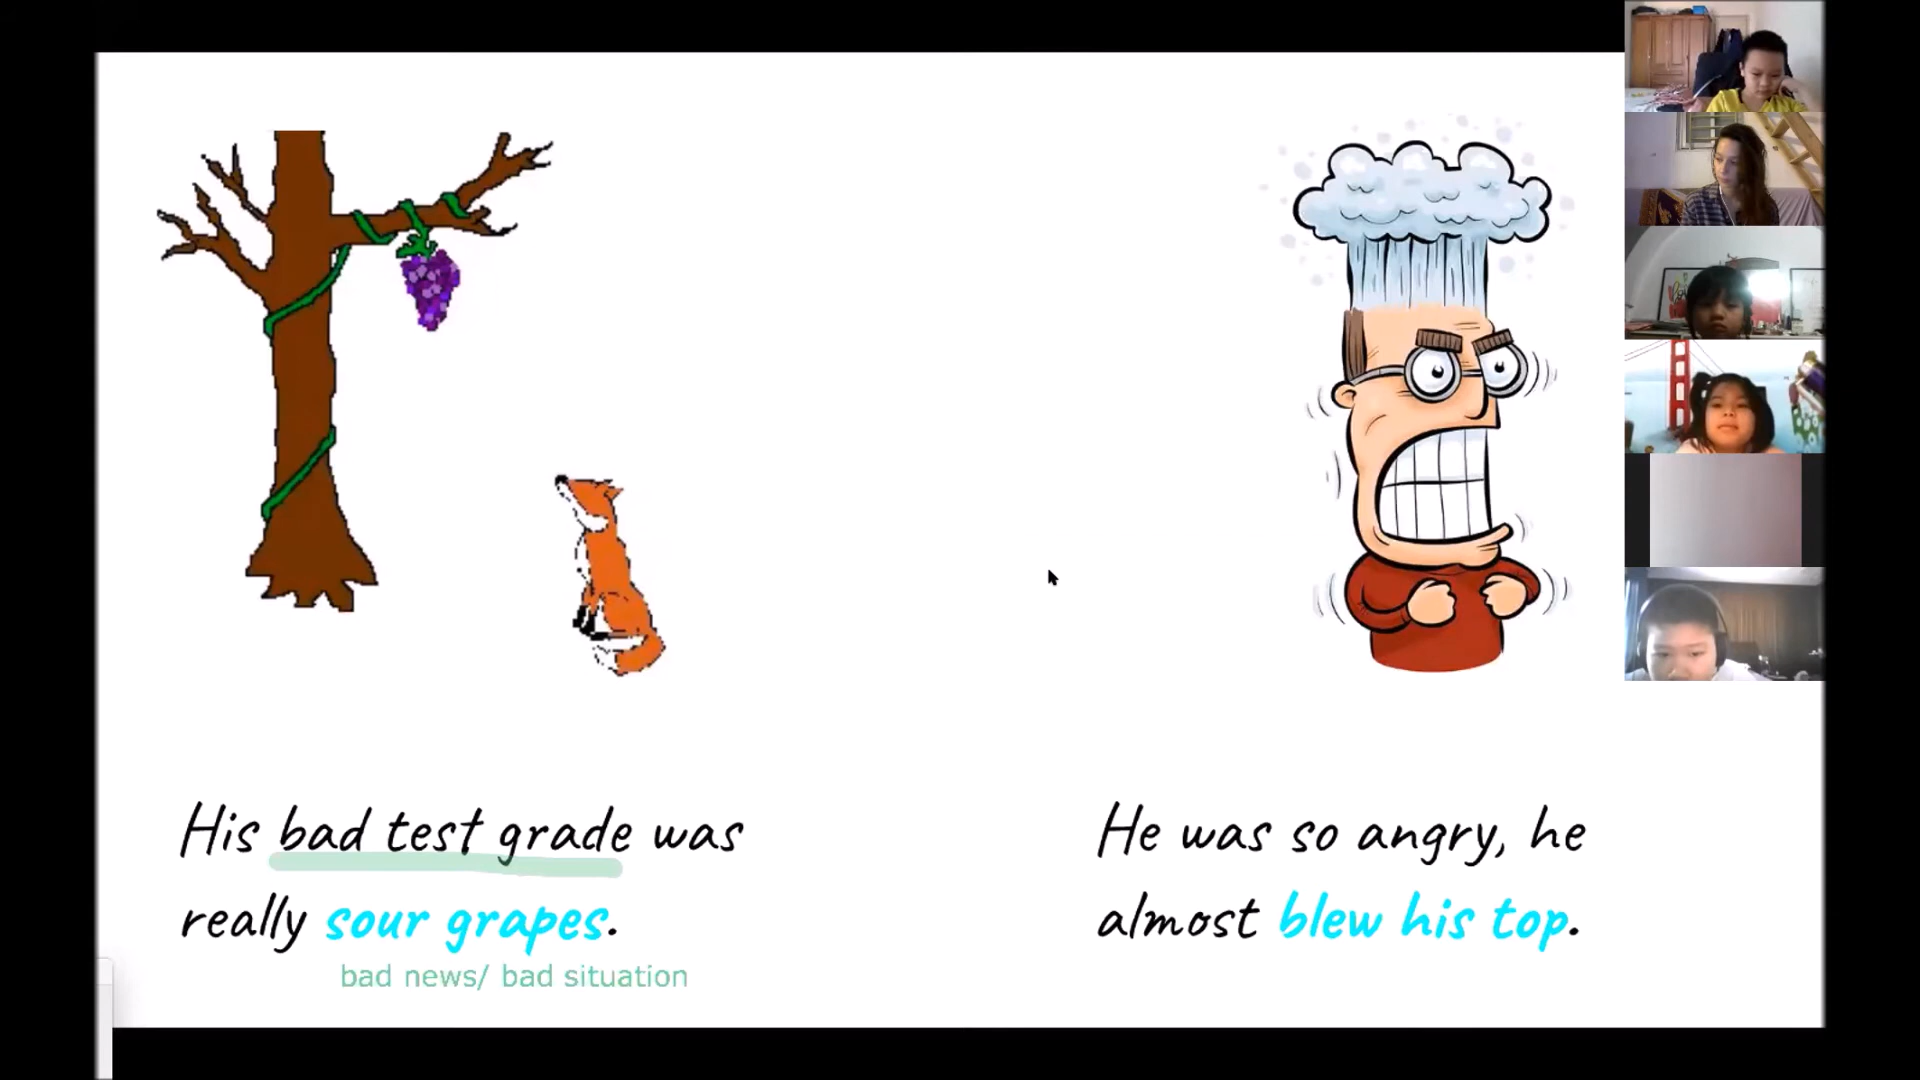 His bad test grade was
really sour grapes.
bad news/ bad situation
He was so angry, he
almost blew his top.